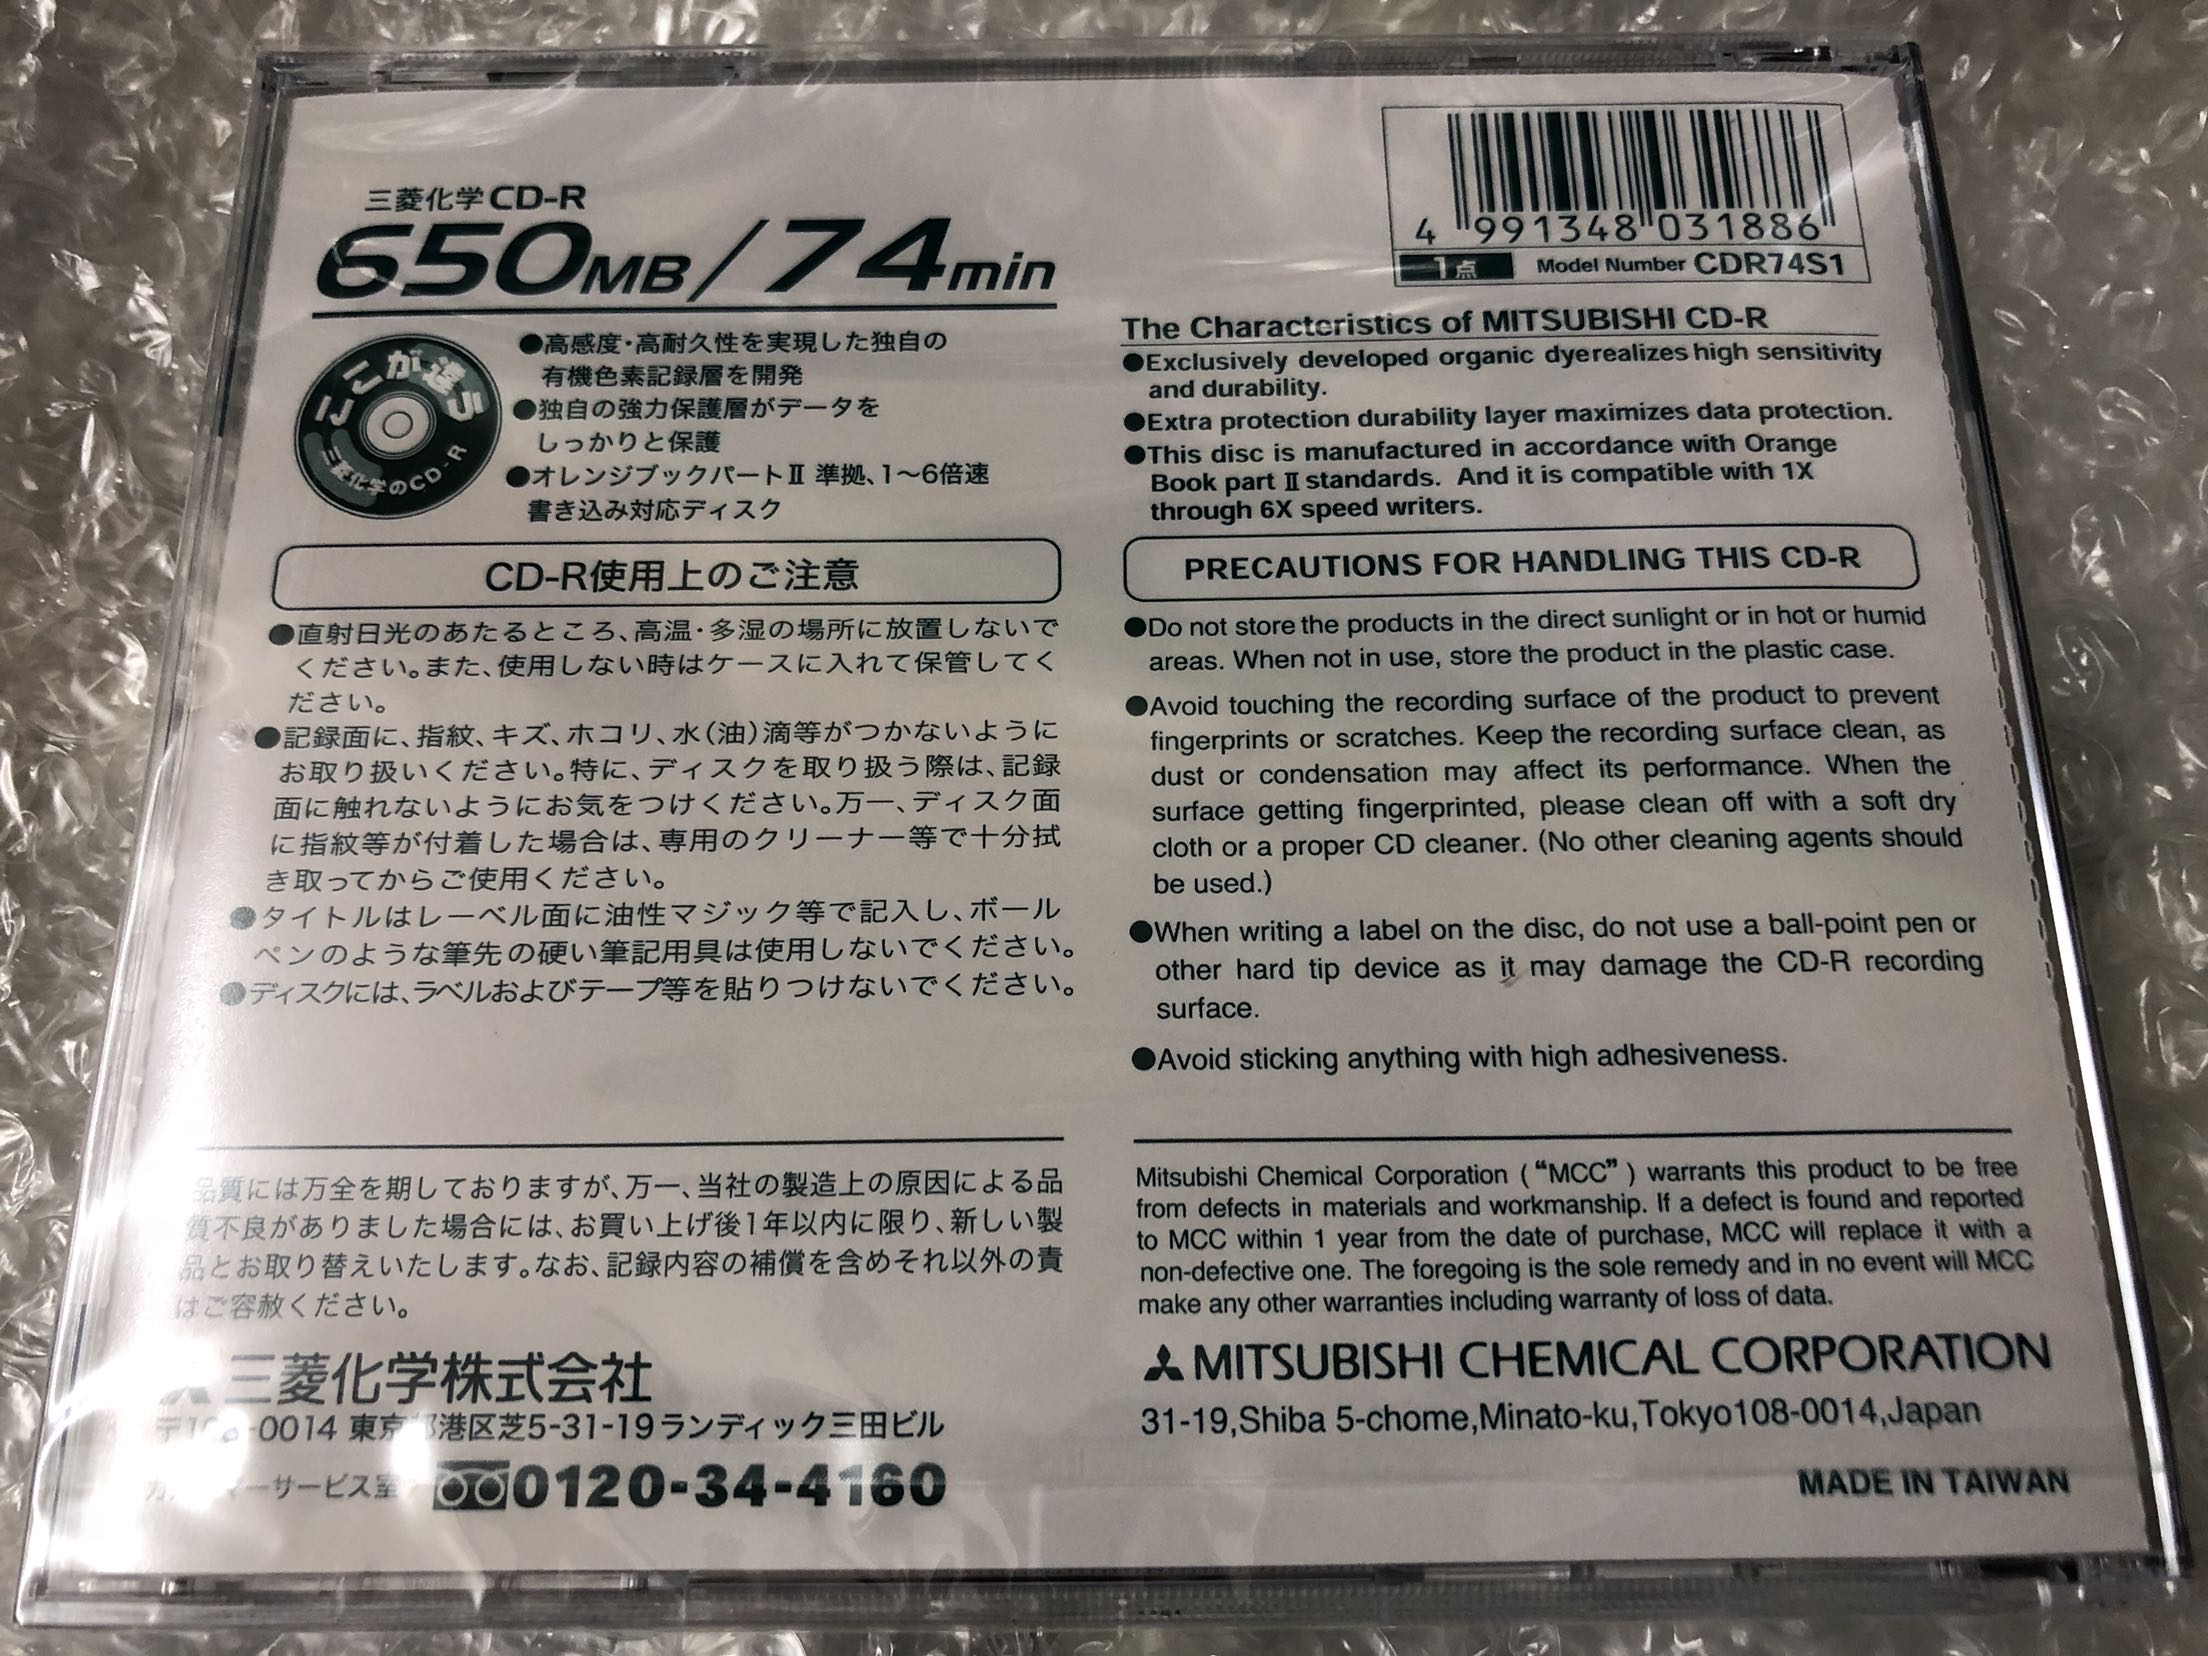 三菱化学CD-R
650MB/74min
ここが違う
三菱化学のCD-R
●高感度・高耐久性を実現した独自の
有機色素記録層を開発
●独自の強力保護層がデータを
しっかりと保護
●オレンジブックパートⅡ 準拠、1〜6倍速
書き込み対応ディスク
CD-R使用上のご注意
●直射日光のあたるところ、高温・多湿の場所に放置しないで
ください。また、使用しない時はケースに入れて保管してく
ださい。
●記録面に、指紋、キズ、ホコリ、水(油)滴等がつかないように
お取り扱いください。特に、ディスクを取り扱う際は、記録
面に触れないようにお気をつけください。万一、ディスク面
に指紋等が付着した場合は、専用のクリーナー等で十分拭
き取ってからご使用ください。
●タイトルはレーベル面に油性マジック等で記入し、ボール
ペンのような筆先の硬い筆記用具は使用しないでください。
●ディスクには、ラベルおよびテープ等を貼りつけないでください。
品質には万全を期しておりますが、万一、当社の製造上の原因による品
質不良がありました場合には、お買い上げ後1年以内に限り、新しい製
品とお取り替えいたします。なお、記録内容の補償を含めそれ以外の責
はご容赦ください。
三菱化学株式会社
-0014 東京都港区芝5-31-19ランディック三田ビル
サービス室 0120-34-4160
4 991348 031886
1点 Model Number CDR74S1
The Characteristics of MITSUBISHI CD-R
●Exclusively developed organic dyerealizes high sensitivity
and durability.
●Extra protection durability layer maximizes data protection.
●This disc is manufactured in accordance with Orange
Book part Ⅱ standards. And it is compatible with 1X
through 6X speed writers.
PRECAUTIONS FOR HANDLING THIS CD-R
●Do not store the products in the direct sunlight or in hot or humid
areas. When not in use, store the product in the plastic case.
●Avoid touching the recording surface of the product to prevent
fingerprints or scratches. Keep the recording surface clean, as
dust or condensation may affect its performance. When the
surface getting fingerprinted, please clean off with a soft dry
cloth or a proper CD cleaner. (No other cleaning agents should
be used.)
●When writing a label on the disc, do not use a ball-point pen or
other hard tip device as it may damage the CD-R recording
surface.
●Avoid sticking anything with high adhesiveness.
Mitsubishi Chemical Corporation (“MCC”) warrants this product to be free
from defects in materials and workmanship. If a defect is found and reported
to MCC within 1 year from the date of purchase, MCC will replace it with a
non-defective one. The foregoing is the sole remedy and in no event will MCC
make any other warranties including warranty of loss of data.
MITSUBISHI CHEMICAL CORPORATION
31-19,Shiba 5-chome,Minato-ku,Tokyo108-0014,Japan
MADE IN TAIWAN